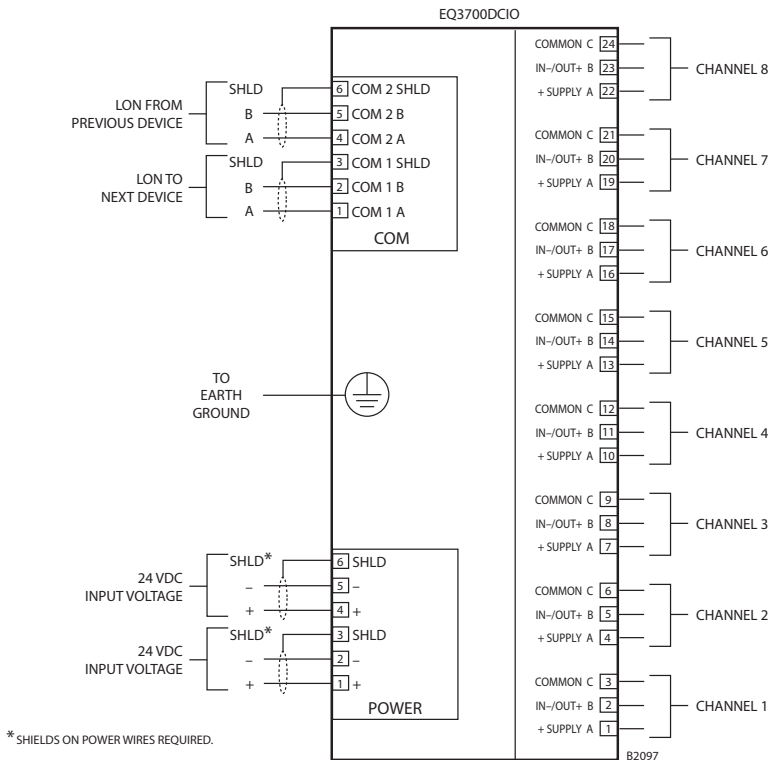 EQ3700DCIO
LON FROM
PREVIOUS DEVICE
SHLD
B
A
6 COM 2 SHLD
5 COM 2 B
4 COM 2 A
LON TO
NEXT DEVICE
SHLD
B
A
3 COM 1 SHLD
2 COM 1 B
1 COM 1 A
COM
TO
EARTH
GROUND
24 VDC
INPUT VOLTAGE
SHLD*
–
+
6 SHLD
5 –
4 +
24 VDC
INPUT VOLTAGE
SHLD*
–
+
3 SHLD
2 –
1 +
POWER
* SHIELDS ON POWER WIRES REQUIRED.
COMMON C 24
IN–/OUT+ B 23
+ SUPPLY A 22
CHANNEL 8
COMMON C 21
IN–/OUT+ B 20
+ SUPPLY A 19
CHANNEL 7
COMMON C 18
IN–/OUT+ B 17
+ SUPPLY A 16
CHANNEL 6
COMMON C 15
IN–/OUT+ B 14
+ SUPPLY A 13
CHANNEL 5
COMMON C 12
IN–/OUT+ B 11
+ SUPPLY A 10
CHANNEL 4
COMMON C 9
IN–/OUT+ B 8
+ SUPPLY A 7
CHANNEL 3
COMMON C 6
IN–/OUT+ B 5
+ SUPPLY A 4
CHANNEL 2
COMMON C 3
IN–/OUT+ B 2
+ SUPPLY A 1
CHANNEL 1
B2097